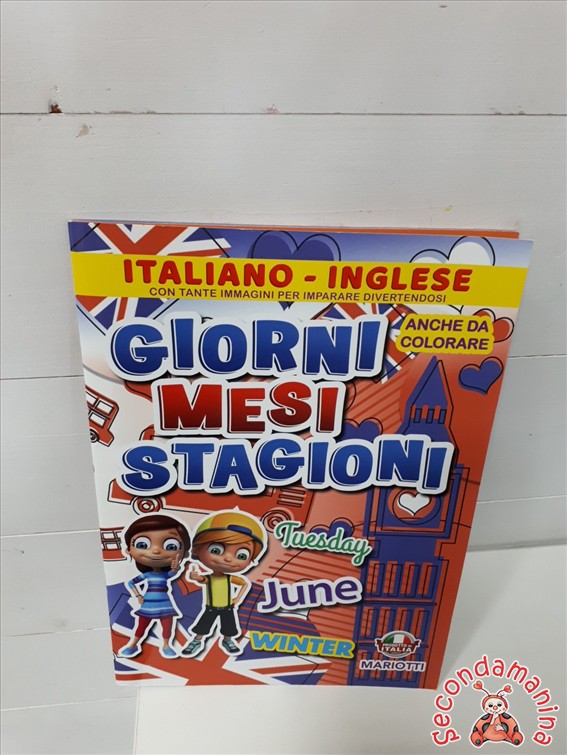 ITALIANO - INGLESE
CON TANTE IMMAGINI PER IMPARARE DIVERTENDOSI
ANCHE DA
COLORARE
GIORNI
MESI
STAGIONI
Tuesday
June
WINTER
ITALIA
MARIOTTI
Secondamanina